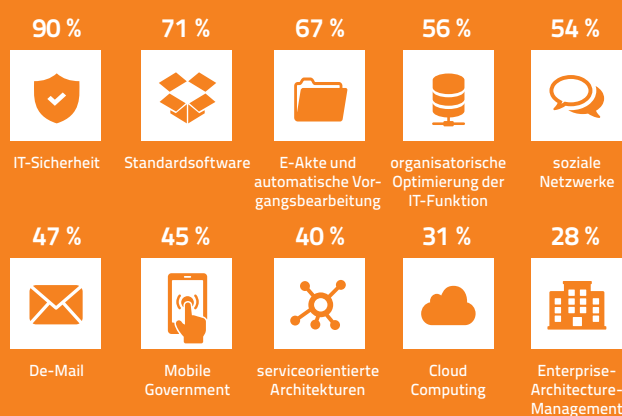 90 %
71 %
67 %
56 %
54 %
IT-Sicherheit
Standardsoftware
E-Akte und
automatische Vor-
gangsbearbeitung
organisatorische
Optimierung der
IT-Funktion
soziale
Netzwerke
47 %
45 %
40 %
31 %
28 %
De-Mail
Mobile
Government
serviceorientierte
Architekturen
Cloud
Computing
Enterprise-
Architecture-
Management